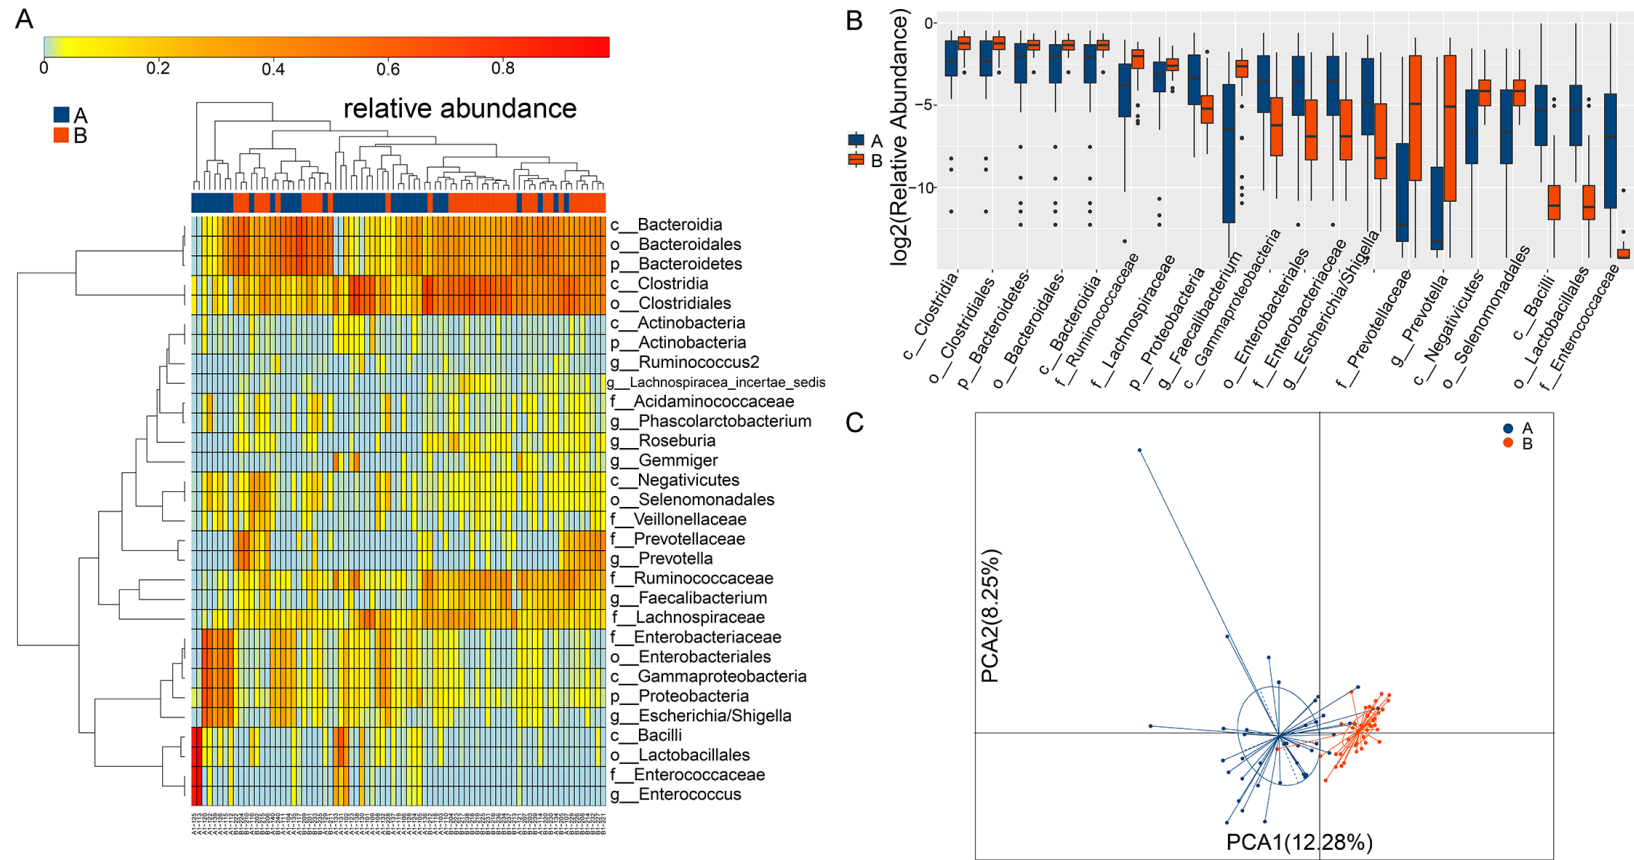 A
0
0.2
0.4
0.6
0.8
relative abundance
A
B
c__Bacteroidia
o__Bacteroidales
p__Bacteroidetes
c__Clostridia
o__Clostridiales
c__Actinobacteria
p__Actinobacteria
g__Ruminococcus2
g__Lachnospiracea_incertae_sedis
f__Acidaminococcaceae
g__Phascolarctobacterium
g__Roseburia
g__Gemmiger
c__Negativicutes
o__Selenomonadales
f__Veillonellaceae
f__Prevotellaceae
g__Prevotella
f__Ruminococcaceae
g__Faecalibacterium
f__Lachnospiraceae
f__Enterobacteriaceae
o__Enterobacteriales
c__Gammaproteobacteria
p__Proteobacteria
g__Escherichia/Shigella
c__Bacilli
o__Lactobacillales
f__Enterococcaceae
g__Enterococcus
B
log2(Relative Abundance)
0
−5
−10
A
B
c__Clostridia
o__Clostridiales
p__Bacteroidetes
o__Bacteroidales
c__Bacteroidia
f__Ruminococcaceae
f__Lachnospiraceae
p__Proteobacteria
g__Faecalibacterium
c__Gammaproteobacteria
o__Enterobacteriales
f__Enterobacteriaceae
g__Escherichia/Shigella
f__Prevotellaceae
g__Prevotella
c__Negativicutes
o__Selenomonadales
c__Bacilli
o__Lactobacillales
f__Enterococcaceae
C
A
B
PCA2(8.25%)
PCA1(12.28%)